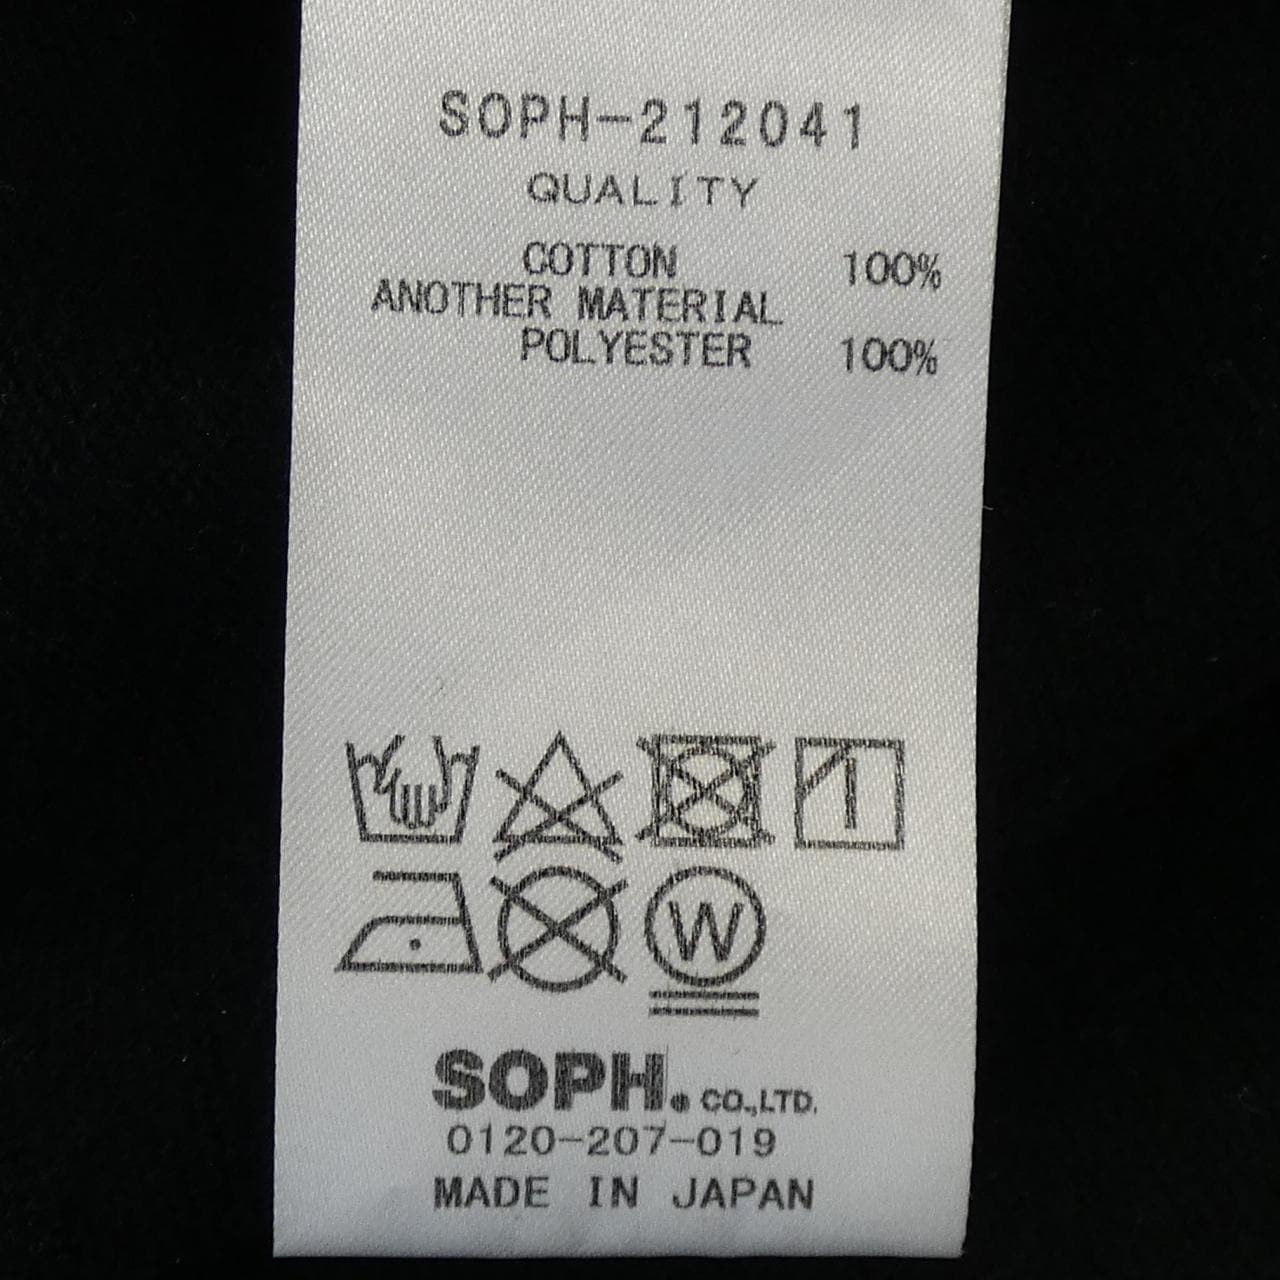 SOPH-212041
QUALITY
COTTON 100%
ANOTHER MATERIAL
POLYESTER 100%
W
SOPH. CO.,LTD.
0120-207-019
MADE IN JAPAN